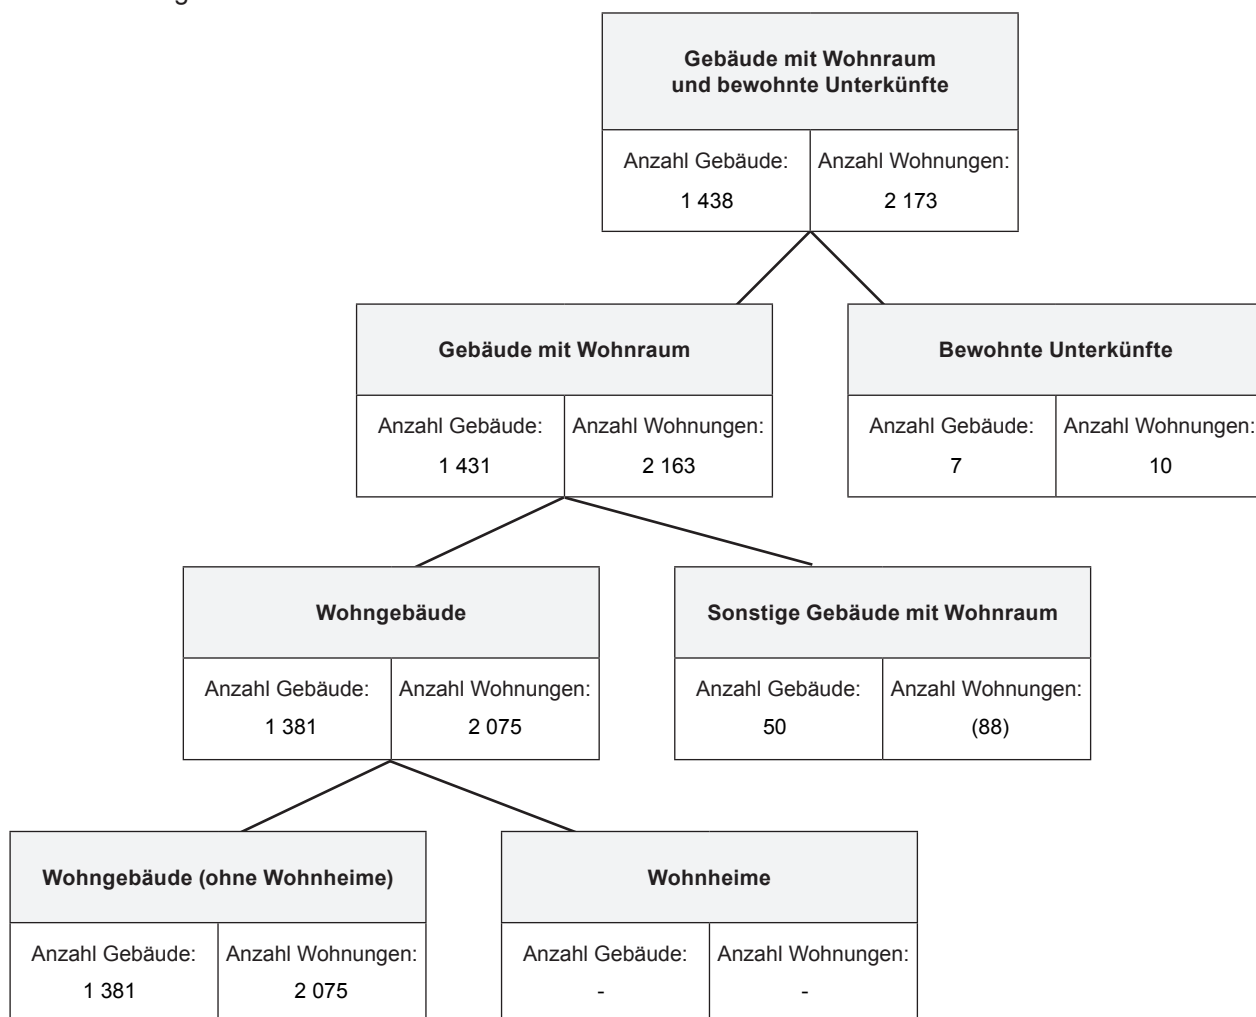 Gebäude mit Wohnraum
und bewohnte Unterkünfte
Anzahl Gebäude: Anzahl Wohnungen:
1 438 2 173
Gebäude mit Wohnraum Bewohnte Unterkünfte
Anzahl Gebäude: Anzahl Wohnungen: Anzahl Gebäude: Anzahl Wohnungen:
1 431 2 163 7 10
Wohngebäude Sonstige Gebäude mit Wohnraum
Anzahl Gebäude: Anzahl Wohnungen: Anzahl Gebäude: Anzahl Wohnungen:
1 381 2 075 50 (88)
Wohngebäude (ohne Wohnheime) Wohnheime
Anzahl Gebäude: Anzahl Wohnungen: Anzahl Gebäude: Anzahl Wohnungen:
1 381 2 075 - -